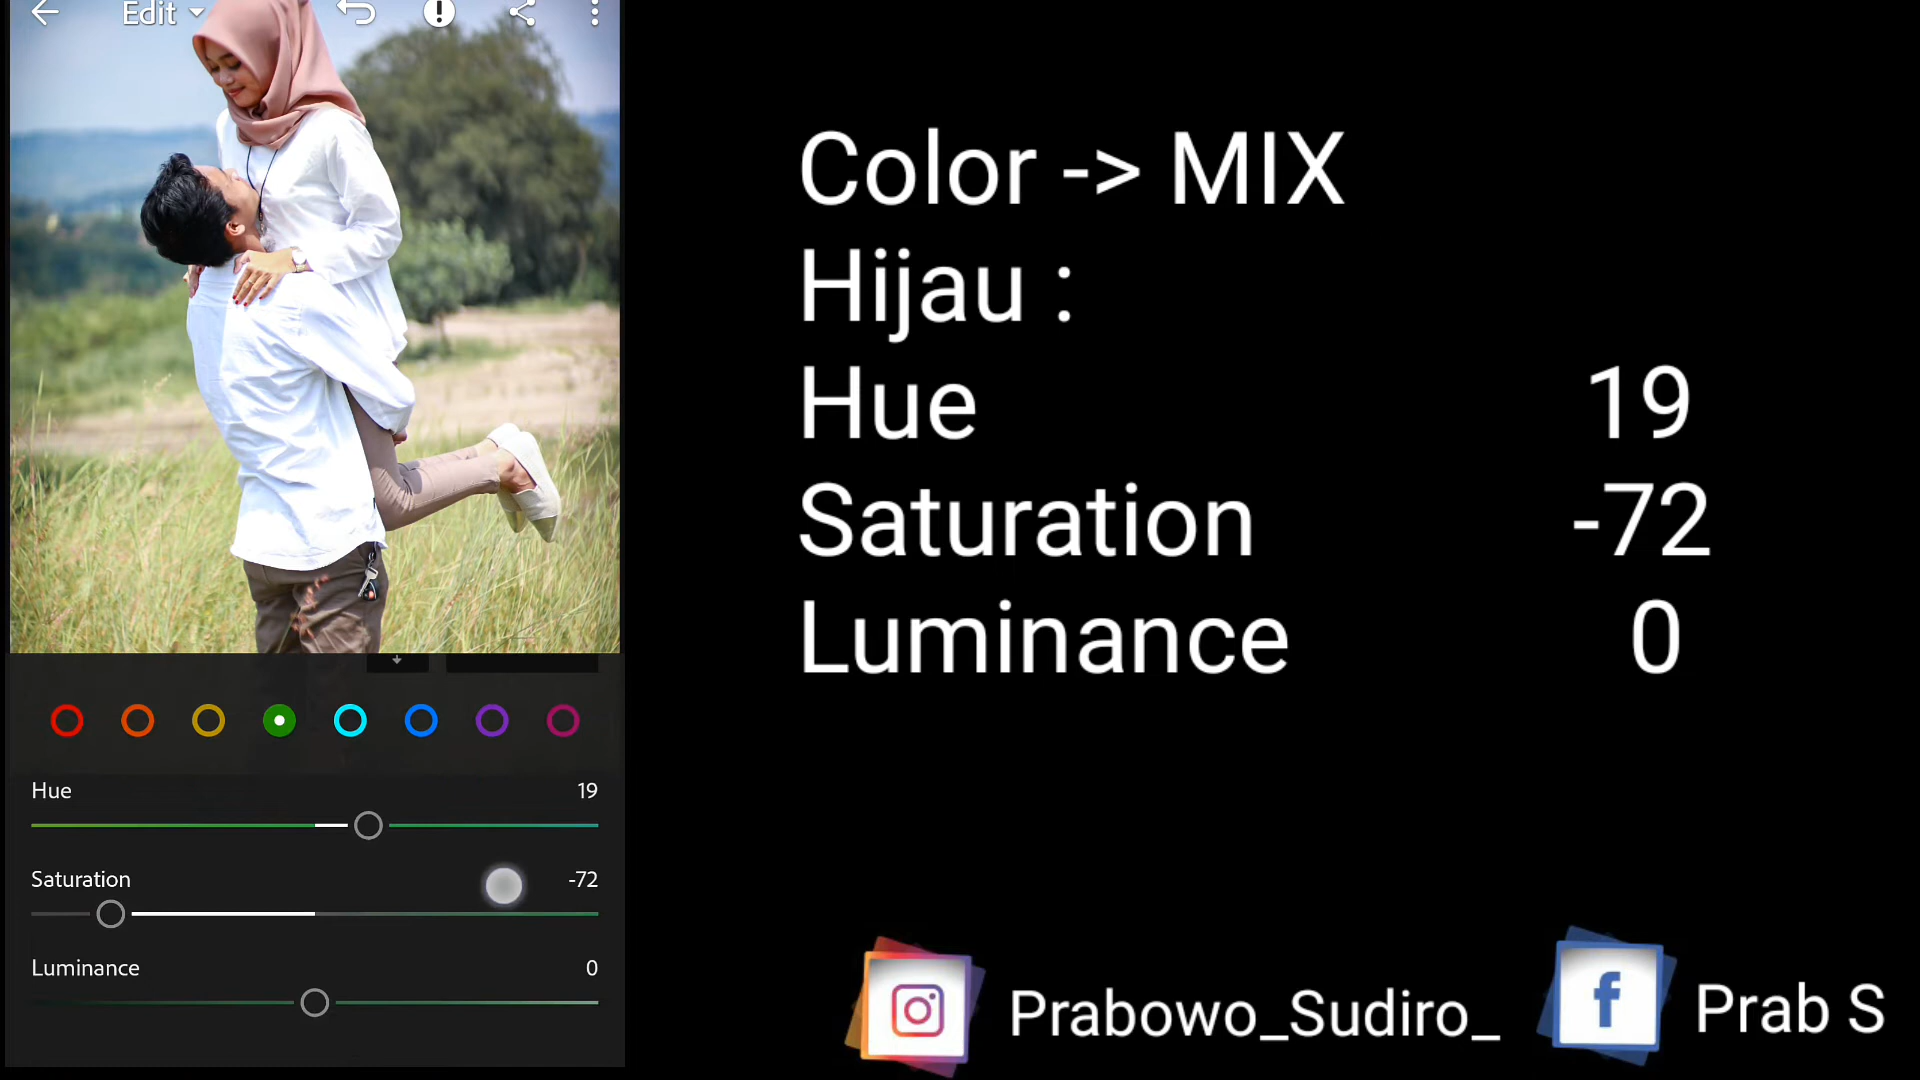 Edit
Color -> MIX
Hijau :
Hue 19
Saturation -72
Luminance 0
Hue 19
Saturation -72
Luminance 0
Prabowo_Sudiro_
Prab S